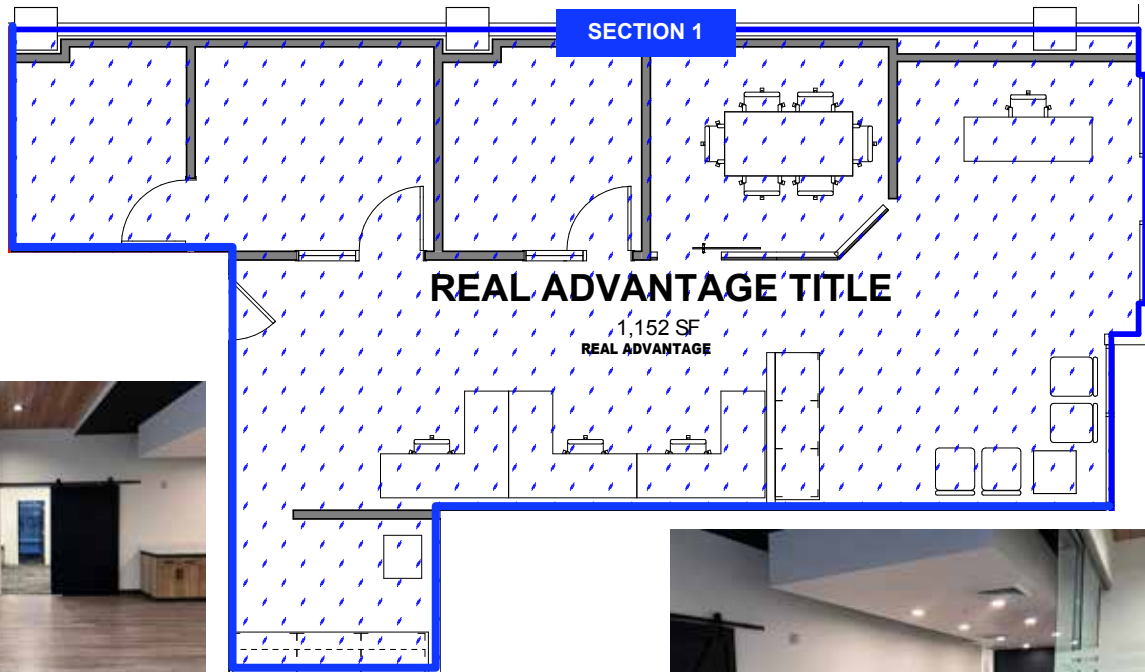 SECTION 1
REAL ADVANTAGE TITLE
1,152 SF
REAL ADVANTAGE